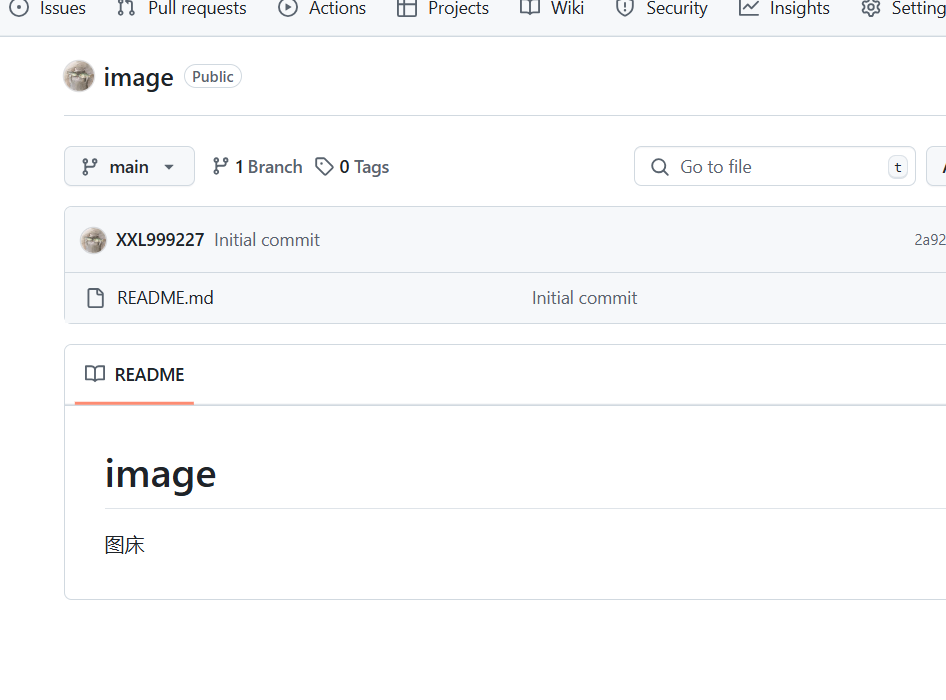 Issues Pull requests Actions Projects Wiki Security Insights Setting
image Public
main 1 Branch 0 Tags Go to file t
XXL999227 Initial commit 2a92
README.md Initial commit
README
image
图床